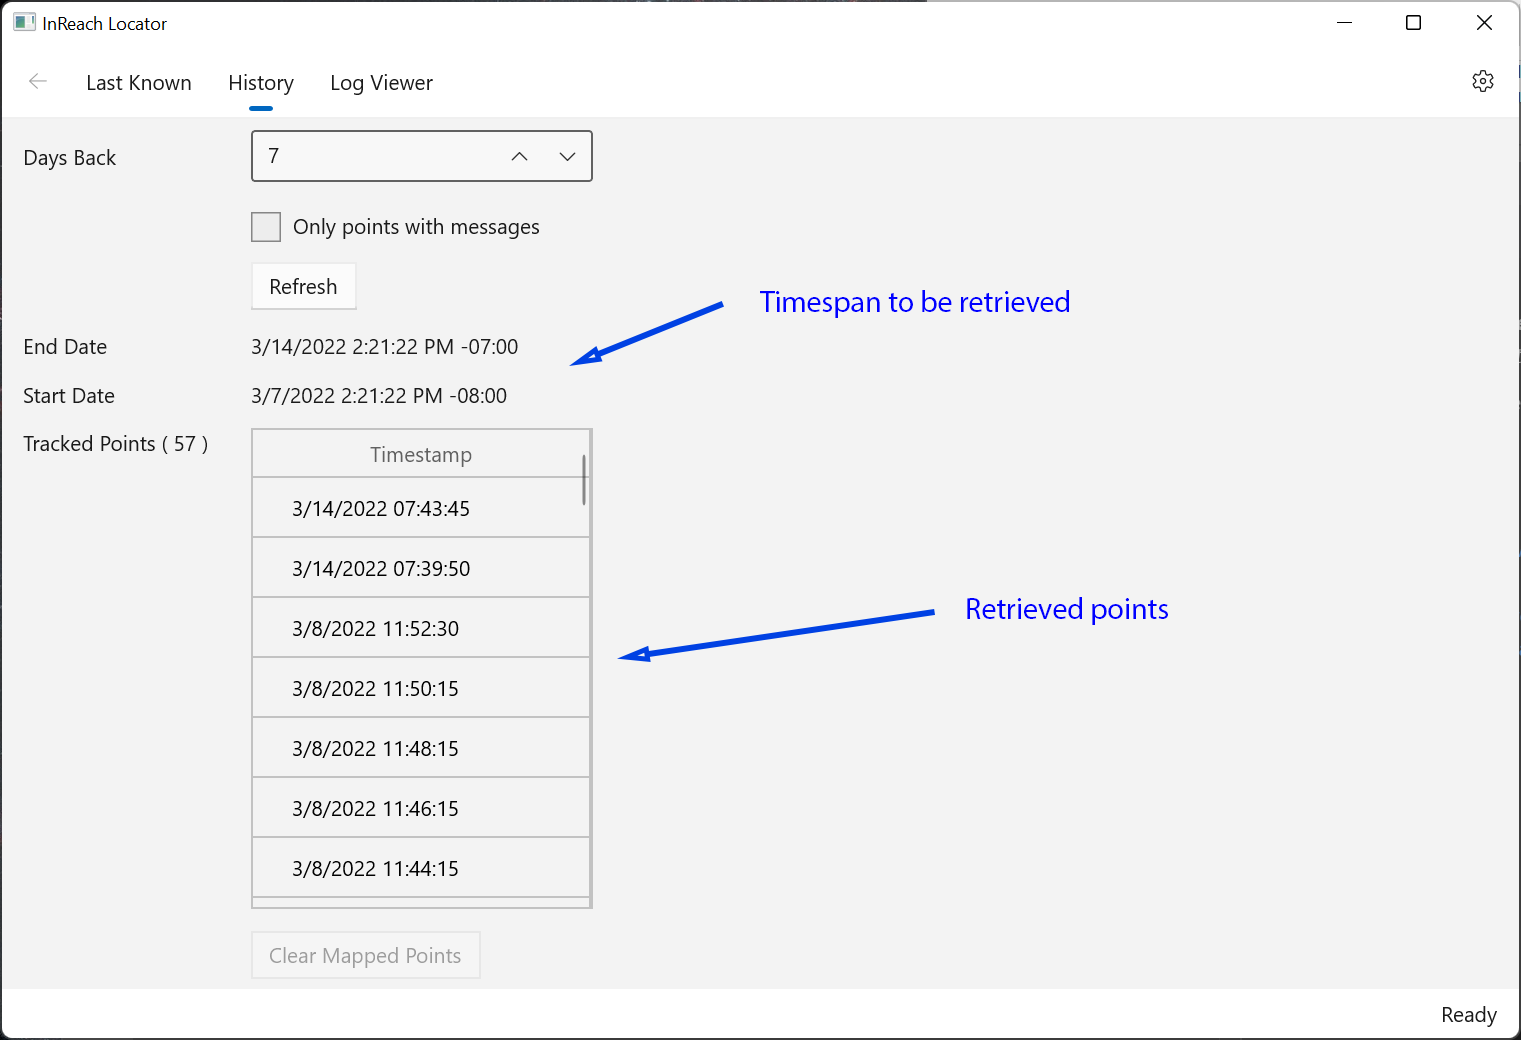 InReach Locator
Last Known History Log Viewer
Days Back 7
Only points with messages
Refresh
Timespan to be retrieved
End Date 3/14/2022 2:21:22 PM -07:00
Start Date 3/7/2022 2:21:22 PM -08:00
Tracked Points ( 57 )
Timestamp
3/14/2022 07:43:45
3/14/2022 07:39:50
Retrieved points
3/8/2022 11:52:30
3/8/2022 11:50:15
3/8/2022 11:48:15
3/8/2022 11:46:15
3/8/2022 11:44:15
Clear Mapped Points
Ready